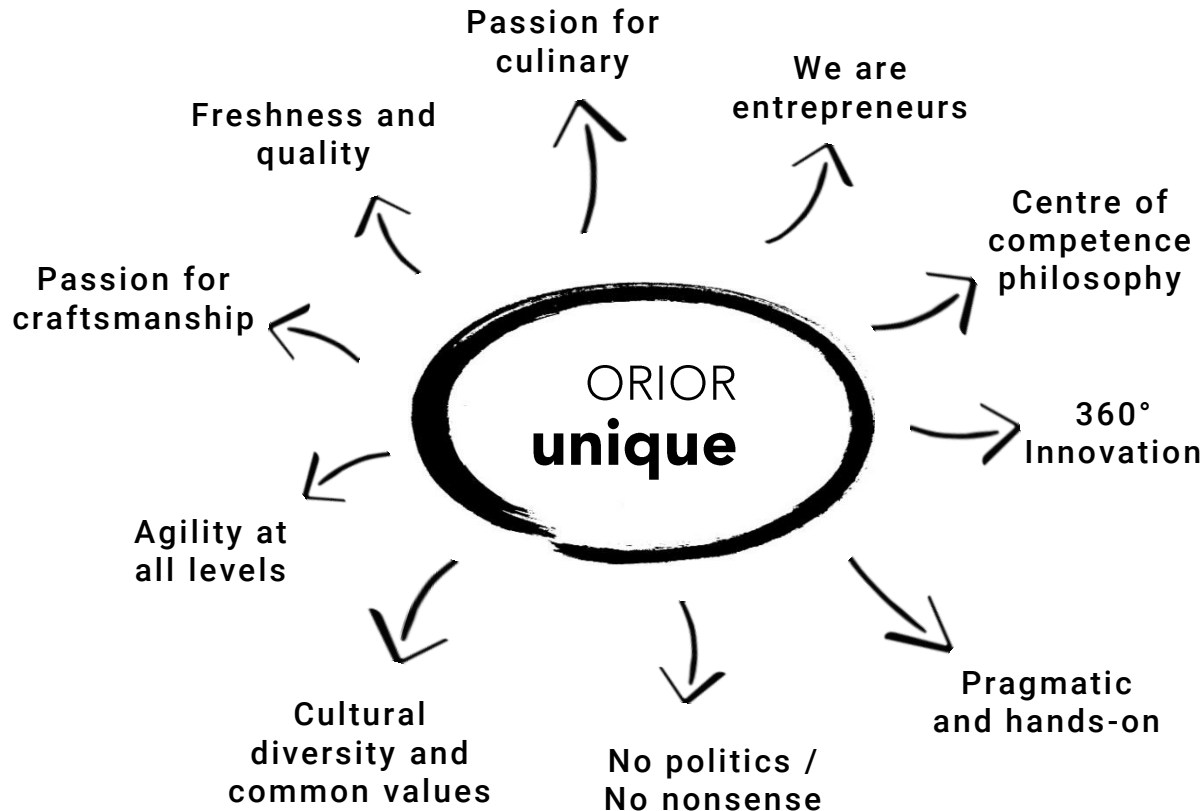 Passion for
culinary
We are
entrepreneurs
Freshness and
quality
Centre of
competence
philosophy
Passion for
craftsmanship
ORIOR
unique
360°
Innovation
Agility at
all levels
Pragmatic
and hands-on
Cultural
diversity and
common values
No politics /
No nonsense